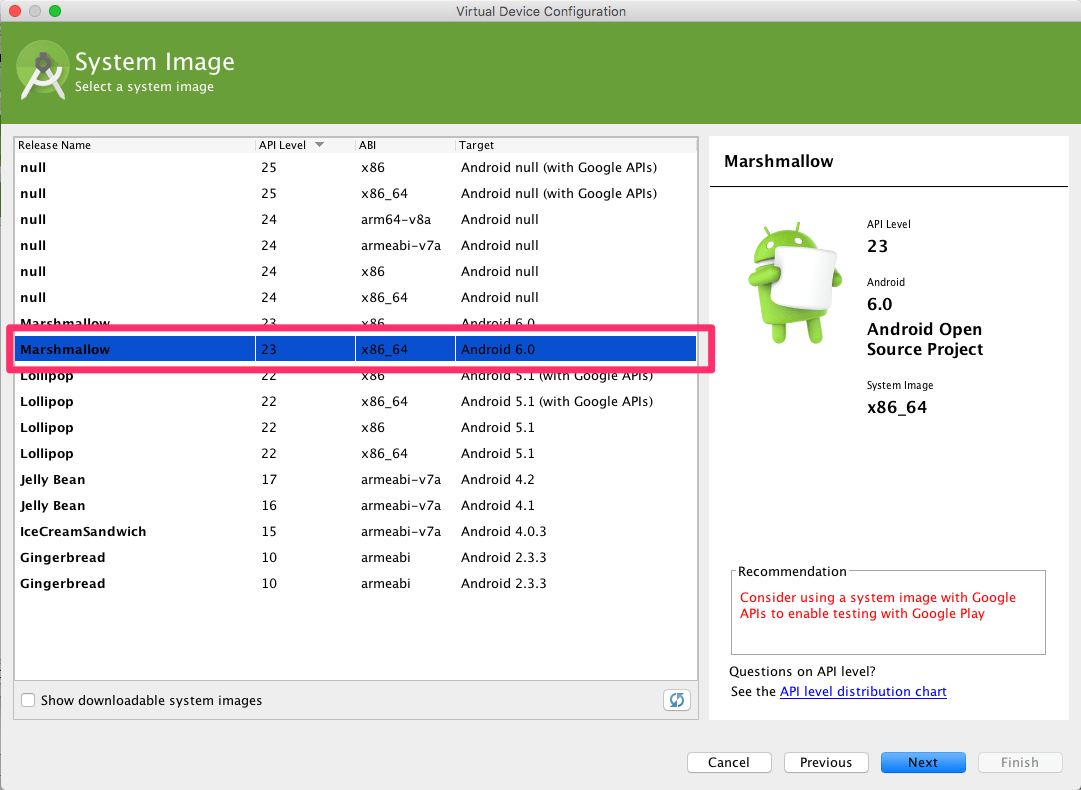 Virtual Device Configuration
System Image
Select a system image
Release Name API Level ABI Target
null 25 x86 Android null (with Google APIs)
null 25 x86_64 Android null (with Google APIs)
null 24 arm64-v8a Android null
null 24 armeabi-v7a Android null
null 24 x86 Android null
null 24 x86_64 Android null
Marshmallow 23 x86 Android 6.0
Marshmallow 23 x86_64 Android 6.0
Lollipop 22 x86 Android 5.1 (with Google APIs)
Lollipop 22 x86_64 Android 5.1 (with Google APIs)
Lollipop 22 x86 Android 5.1
Lollipop 22 x86_64 Android 5.1
Jelly Bean 17 armeabi-v7a Android 4.2
Jelly Bean 16 armeabi-v7a Android 4.1
IceCreamSandwich 15 armeabi-v7a Android 4.0.3
Gingerbread 10 armeabi Android 2.3.3
Gingerbread 10 armeabi Android 2.3.3
Show downloadable system images
Marshmallow
API Level
23
Android
6.0
Android Open
Source Project
System Image
x86_64
Recommendation
Consider using a system image with Google
APIs to enable testing with Google Play
Questions on API level?
See the API level distribution chart
Cancel Previous Next Finish